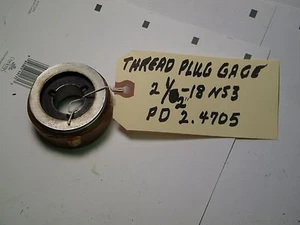 THREAD PLUG GAGE
2 1/2"-18 NS3
PD 2.4705